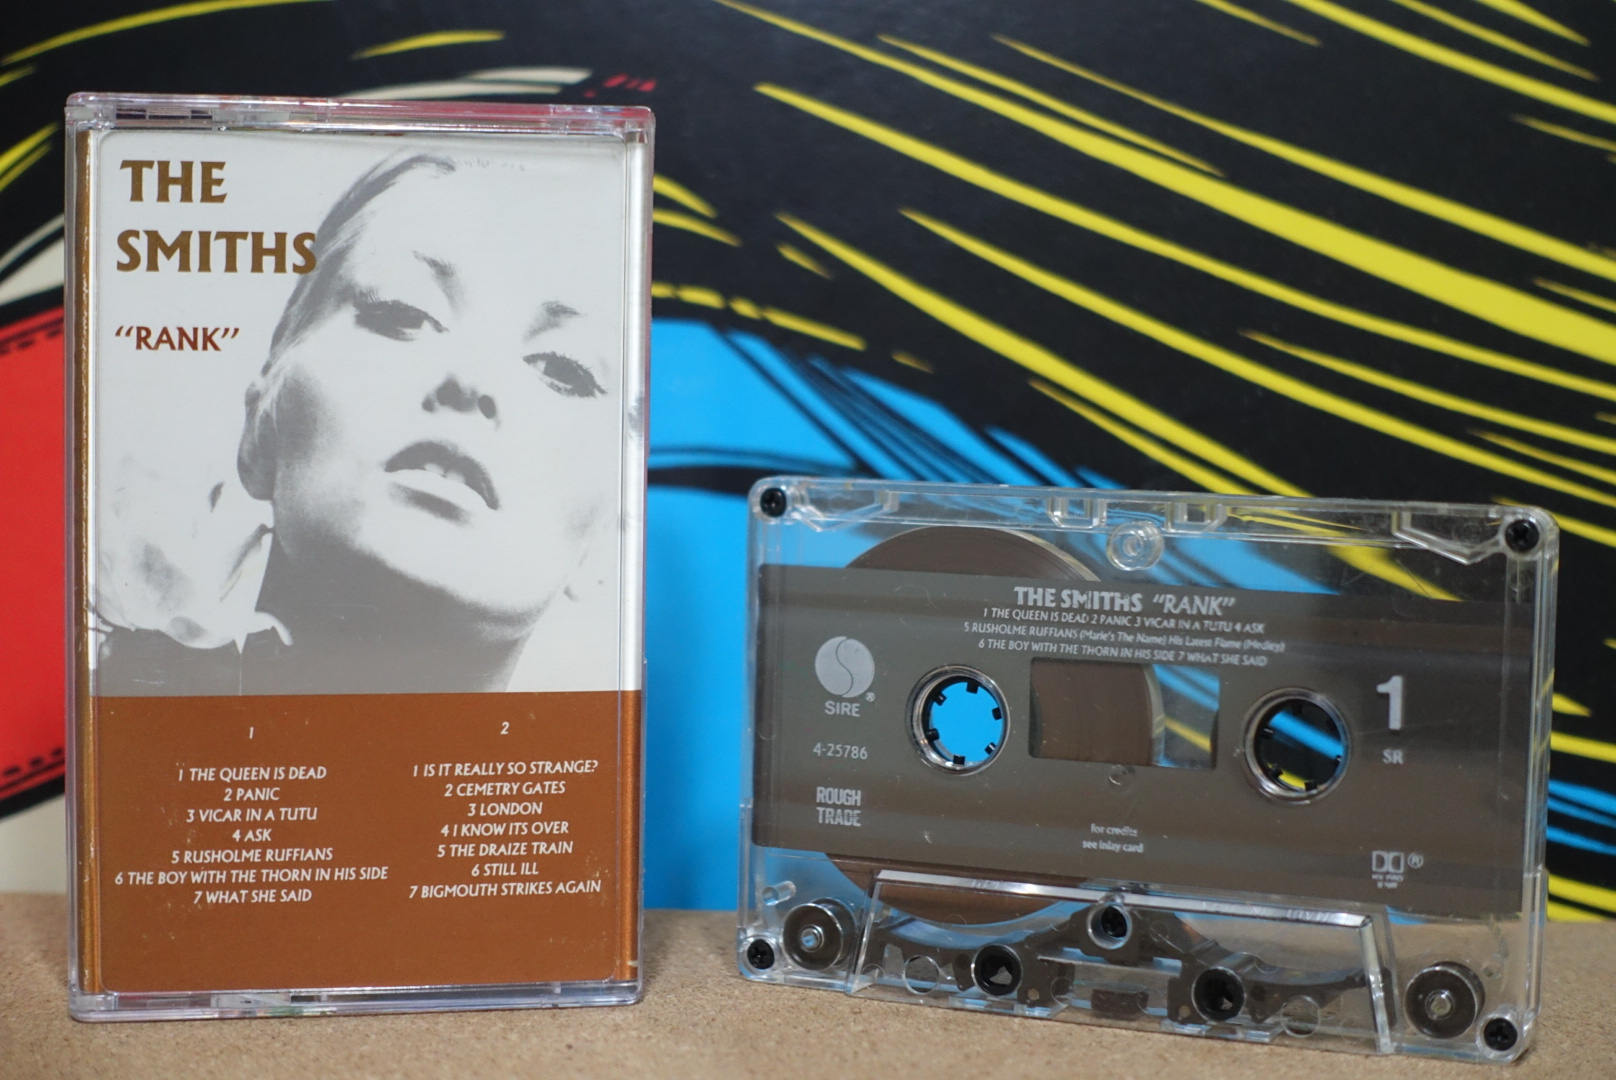 THE
SMITHS
“RANK”
1
1 THE QUEEN IS DEAD
2 PANIC
3 VICAR IN A TUTU
4 ASK
5 RUSHOLME RUFFIANS
6 THE BOY WITH THE THORN IN HIS SIDE
7 WHAT SHE SAID
2
1 IS IT REALLY SO STRANGE?
2 CEMETRY GATES
3 LONDON
4 I KNOW ITS OVER
5 THE DRAIZE TRAIN
6 STILL ILL
7 BIGMOUTH STRIKES AGAIN
THE SMITHS “RANK”
1 THE QUEEN IS DEAD 2 PANIC 3 VICAR IN A TUTU 4 ASK
5 RUSHOLME RUFFIANS (Marie's The Name) His Latest Flame (Medley)
6 THE BOY WITH THE THORN IN HIS SIDE 7 WHAT SHE SAID
SIRE ®
4-25786
ROUGH
TRADE
1
SR
for credits
see inlay card
®